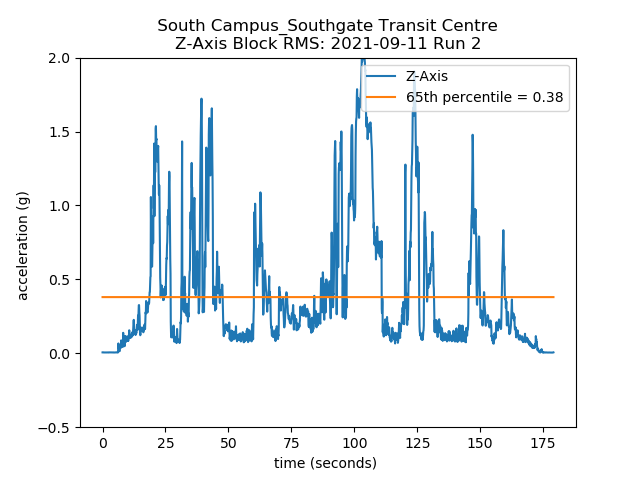 South Campus_Southgate Transit Centre
Z-Axis Block RMS: 2021-09-11 Run 2
2.0
1.5
1.0
0.5
0.0
−0.5
acceleration (g)
Z-Axis
65th percentile = 0.38
0 25 50 75 100 125 150 175
time (seconds)